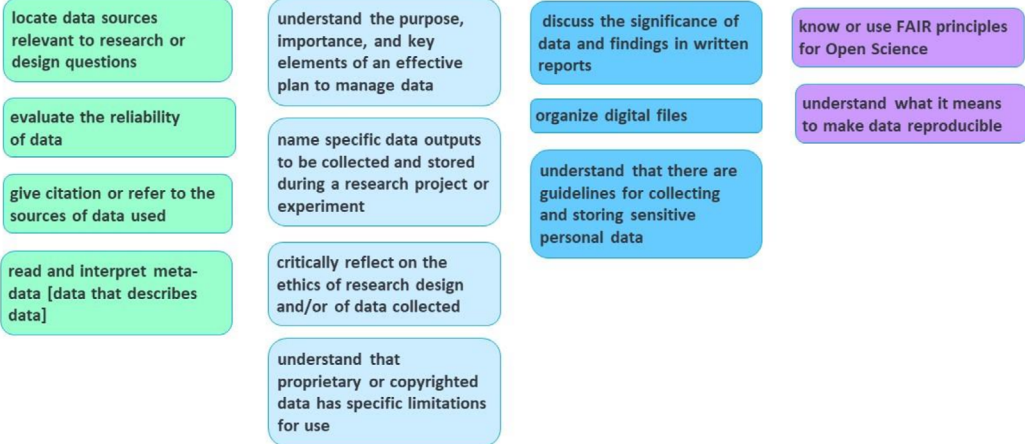 locate data sources
relevant to research or
design questions
evaluate the reliability
of data
give citation or refer to the
sources of data used
read and interpret meta-
data [data that describes
data]
understand the purpose,
importance, and key
elements of an effective
plan to manage data
name specific data outputs
to be collected and stored
during a research project or
experiment
critically reflect on the
ethics of research design
and/or of data collected
understand that
proprietary or copyrighted
data has specific limitations
for use
discuss the significance of
data and findings in written
reports
organize digital files
understand that there are
guidelines for collecting
and storing sensitive
personal data
know or use FAIR principles
for Open Science
understand what it means
to make data reproducible